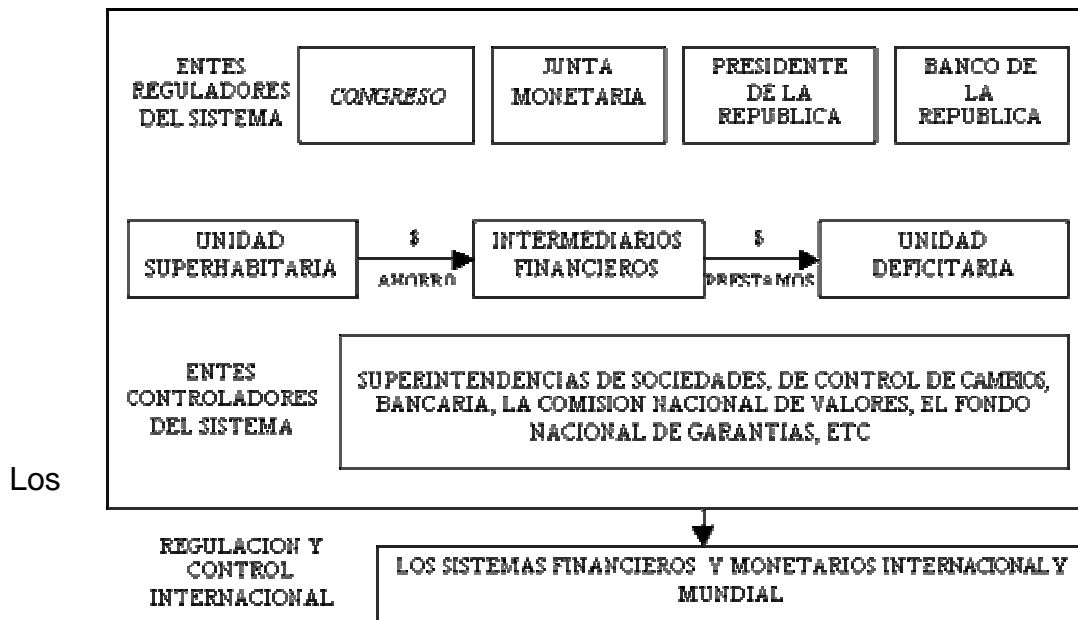 ENTES
REGULADORES
DEL SISTEMA
CONGRESO
JUNTA
MONETARIA
PRESIDENTE
DE LA
REPUBLICA
BANCO DE
LA
REPUBLICA
UNIDAD
SUPERHABITARIA
$
AHORRO
INTERMEDIARIOS
FINANCIEROS
$
PRESTAMOS
UNIDAD
DEFICITARIA
ENTES
CONTROLADORES
DEL SISTEMA
SUPERINTENDENCIAS DE SOCIEDADES, DE CONTROL DE CAMBIOS,
BANCARIA, LA COMISION NACIONAL DE VALORES, EL FONDO
NACIONAL DE GARANTIAS, ETC
Los
REGULACION Y
CONTROL
INTERNACIONAL
LOS SISTEMAS FINANCIEROS Y MONETARIOS INTERNACIONAL Y
MUNDIAL